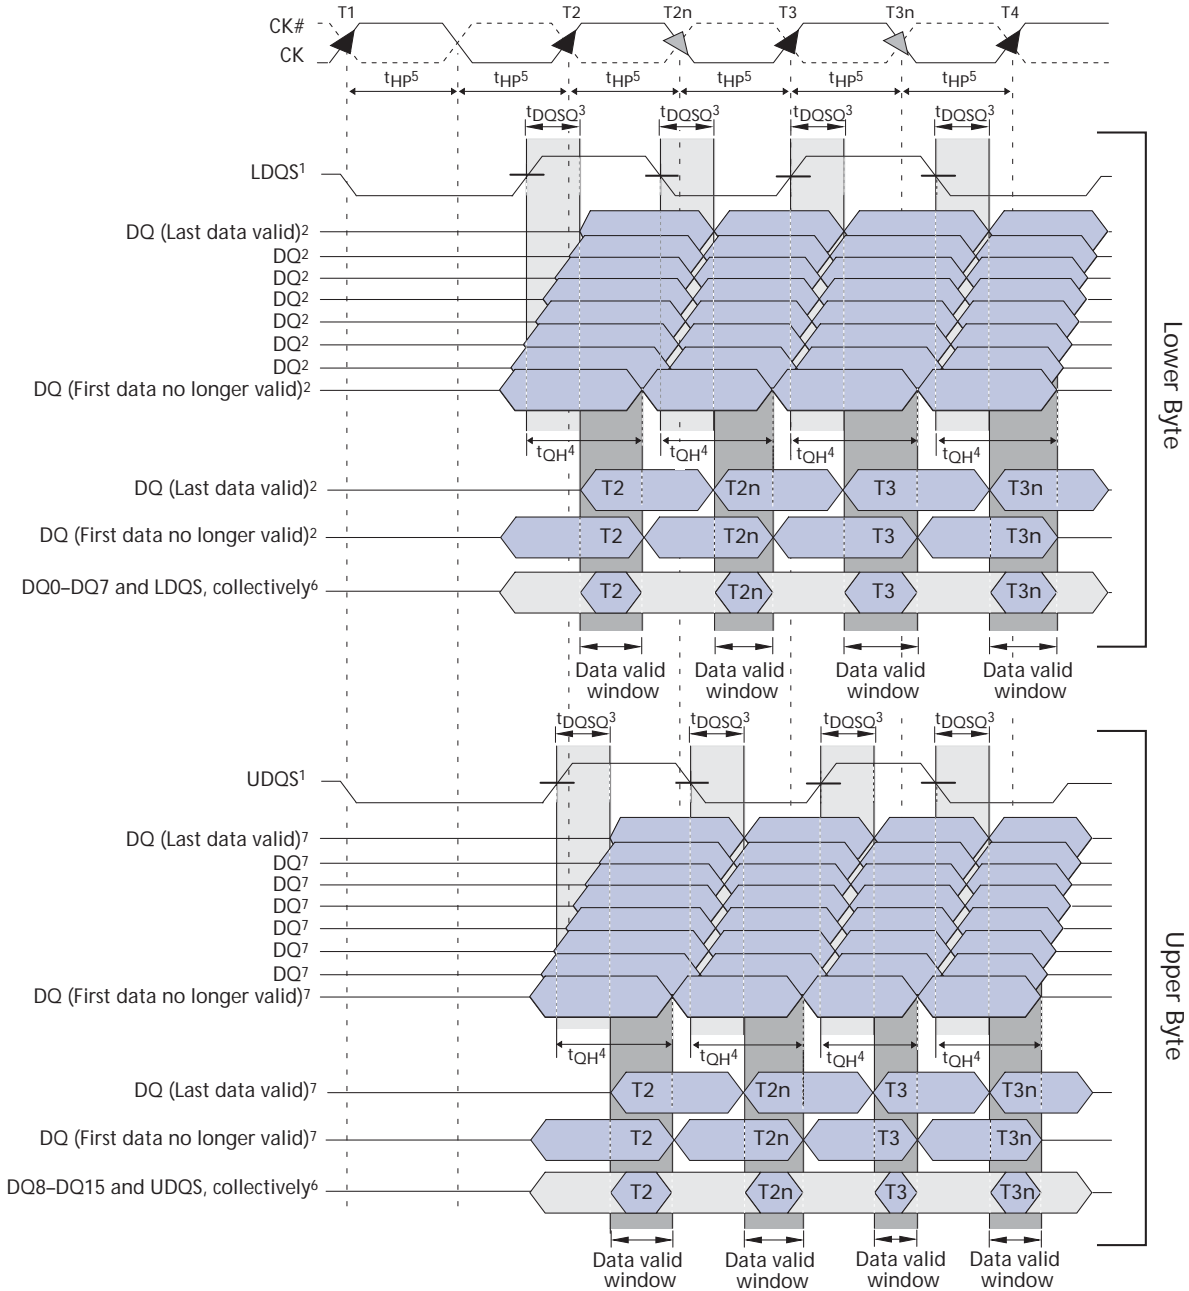 T1 T2 T2n T3 T3n T4
CK#
CK
tHP5 tHP5 tHP5 tHP5 tHP5 tHP5
tDQSQ3 tDQSQ3 tDQSQ3 tDQSQ3
LDQS1
DQ (Last data valid)2
DQ2
DQ2
DQ2
DQ2
DQ2
DQ2
DQ (First data no longer valid)2
tQH4 tQH4 tQH4 tQH4
DQ (Last data valid)2 T2 T2n T3 T3n
DQ (First data no longer valid)2 T2 T2n T3 T3n
DQ0–DQ7 and LDQS, collectively6 T2 T2n T3 T3n
Data valid window Data valid window Data valid window Data valid window
Lower Byte
tDQSQ3 tDQSQ3 tDQSQ3 tDQSQ3
UDQS1
DQ (Last data valid)7
DQ7
DQ7
DQ7
DQ7
DQ7
DQ7
DQ (First data no longer valid)7
tQH4 tQH4 tQH4 tQH4
DQ (Last data valid)7 T2 T2n T3 T3n
DQ (First data no longer valid)7 T2 T2n T3 T3n
DQ8–DQ15 and UDQS, collectively6 T2 T2n T3 T3n
Data valid window Data valid window Data valid window Data valid window
Upper Byte